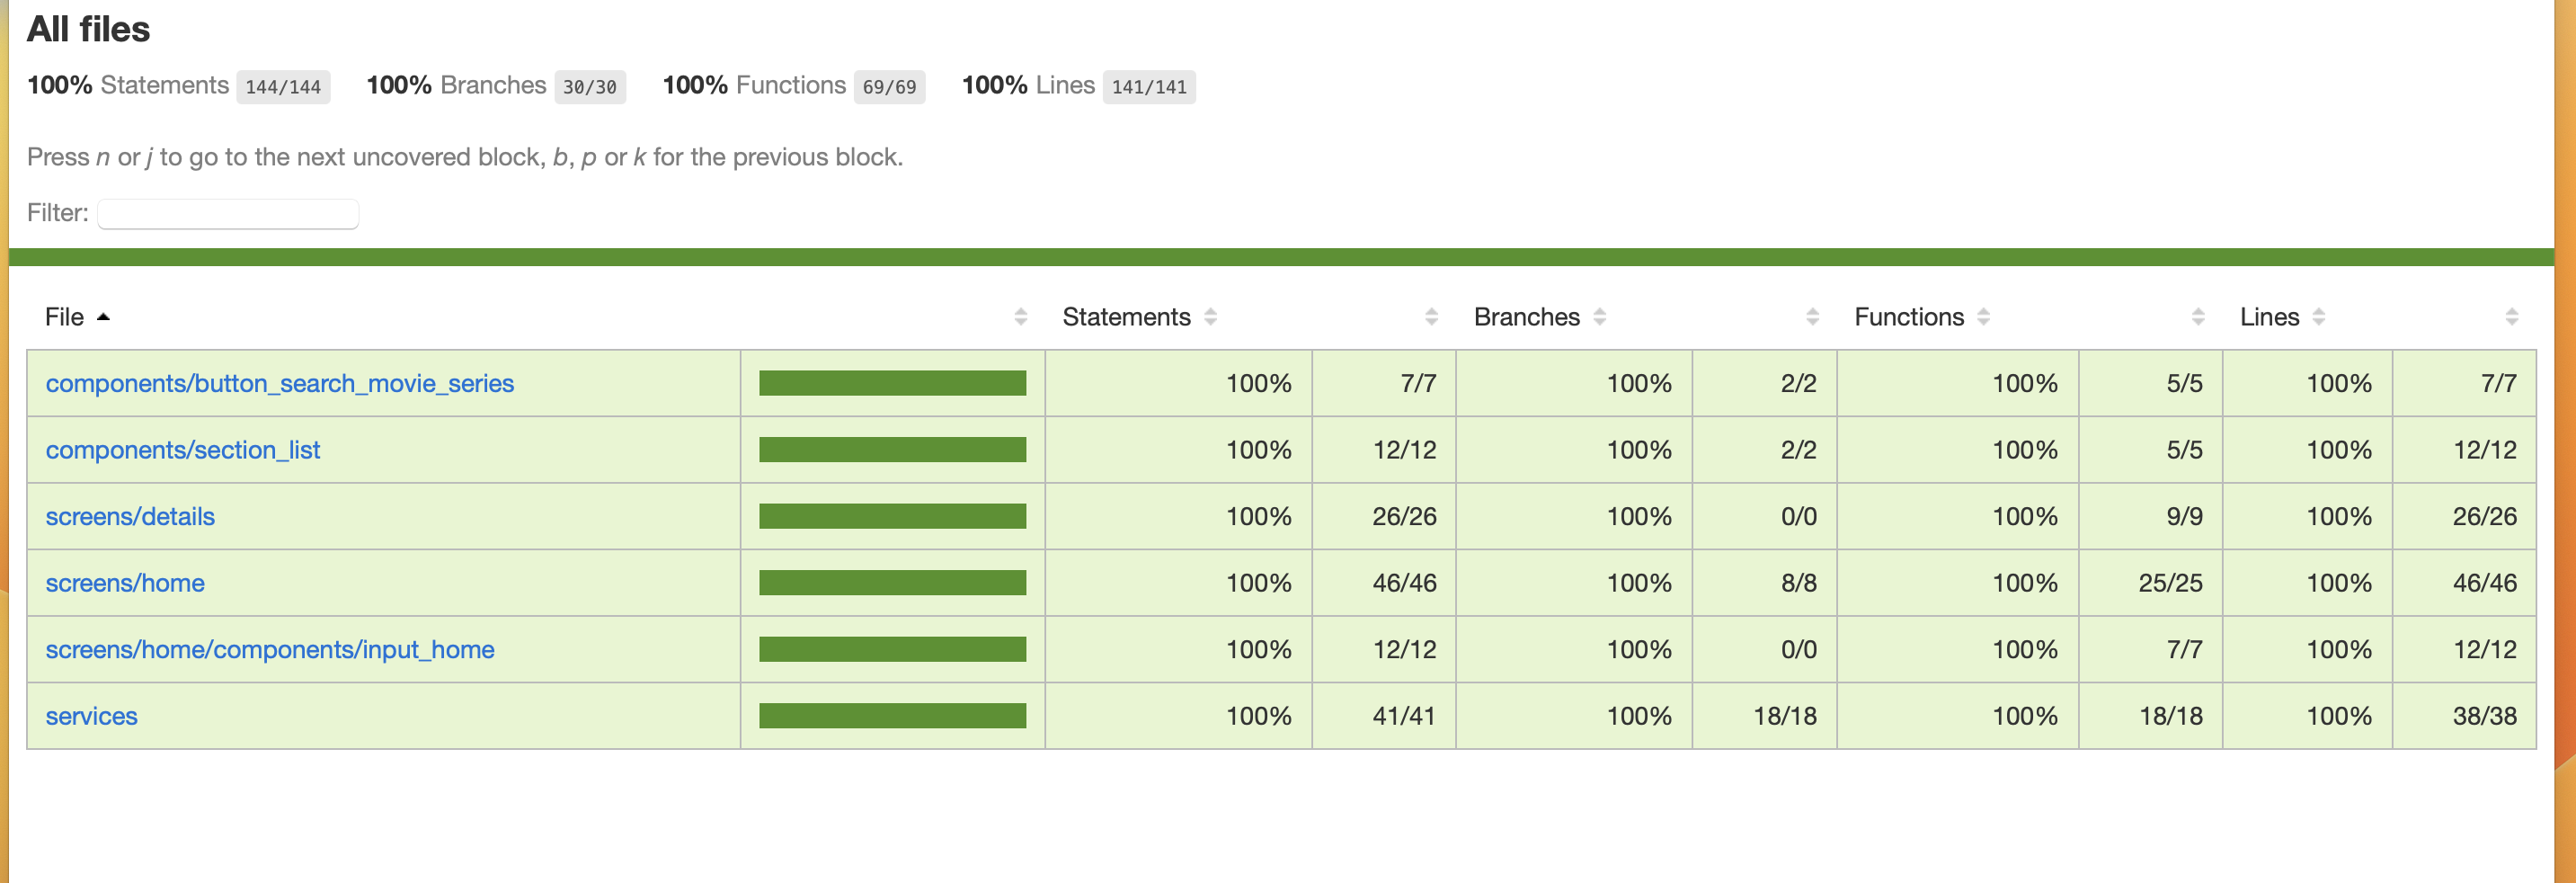 All files
100% Statements 144/144 100% Branches 30/30 100% Functions 69/69 100% Lines 141/141
Press n or j to go to the next uncovered block, b, p or k for the previous block.
Filter:
File Statements Branches Functions Lines
components/button_search_movie_series 100% 7/7 100% 2/2 100% 5/5 100% 7/7
components/section_list 100% 12/12 100% 2/2 100% 5/5 100% 12/12
screens/details 100% 26/26 100% 0/0 100% 9/9 100% 26/26
screens/home 100% 46/46 100% 8/8 100% 25/25 100% 46/46
screens/home/components/input_home 100% 12/12 100% 0/0 100% 7/7 100% 12/12
services 100% 41/41 100% 18/18 100% 18/18 100% 38/38